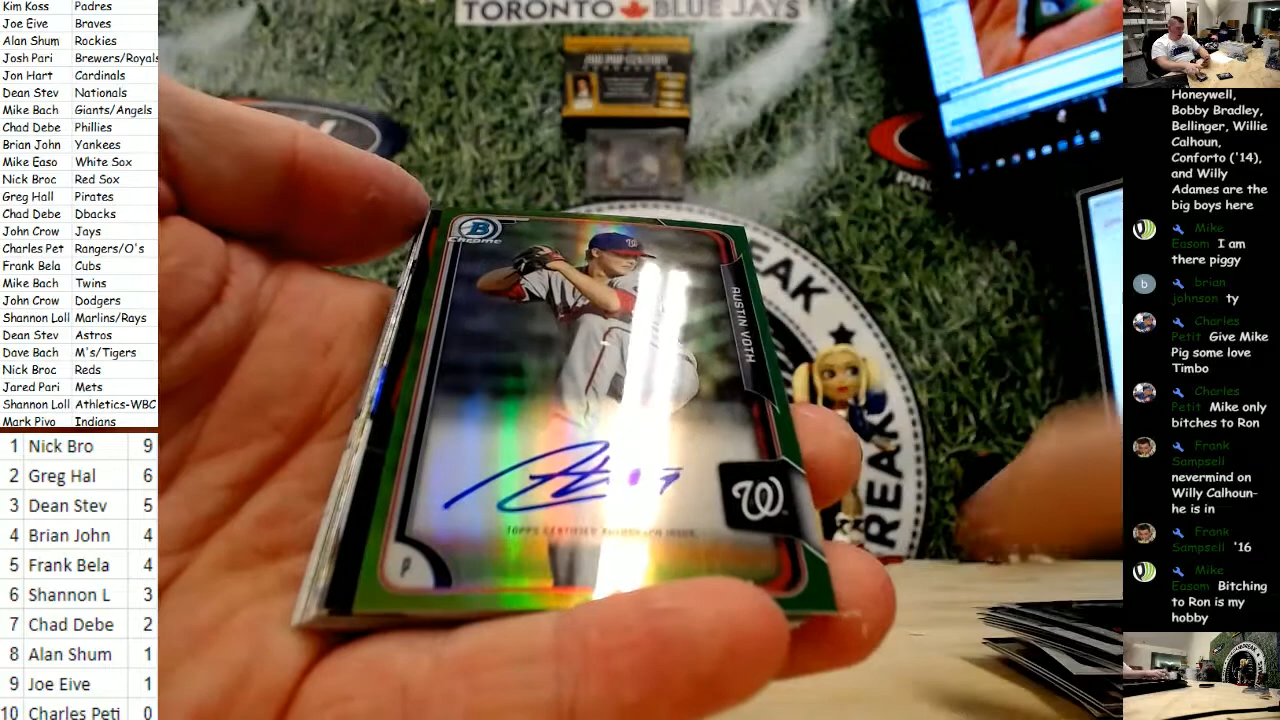 Kim Koss Padres
Joe Eive Braves
Alan Shum Rockies
Josh Pari Brewers/Royals
Jon Hart Cardinals
Dean Stev Nationals
Mike Bach Giants/Angels
Chad Debe Phillies
Brian John Yankees
Mike Easo White Sox
Nick Broc Red Sox
Greg Hall Pirates
Chad Debe Dbacks
John Crow Jays
Charles Pet Rangers/O's
Frank Bela Cubs
Mike Bach Twins
John Crow Dodgers
Shannon Loll Marlins/Rays
Dean Stev Astros
Dave Bach M's/Tigers
Nick Broc Reds
Jared Pari Mets
Shannon Loll Athletics-WBC
Mark Pivo Indians
1 Nick Bro 9
2 Greg Hal 6
3 Dean Stev 5
4 Brian John 4
5 Frank Bela 4
6 Shannon L 3
7 Chad Debe 2
8 Alan Shum 1
9 Joe Eive 1
10 Charles Peti 0
TORONTO BLUE JAYS
PRO
BREAK
BREAK
B
Chrome
W
AUSTIN VOTH
W
TOPPS CERTIFIED AUTOGRAPH ISSUE
P
Honeywell,
Bobby Bradley,
Bellinger, Willie
Calhoun,
Conforto ('14),
and Willy
Adames are the
big boys here
Mike
Easom I am
there piggy
b
brian
johnson ty
Charles
Petit Give Mike
Pig some love
Timbo
Charles
Petit Mike only
bitches to Ron
Frank
Sampsell
nevermind on
Willy Calhoun-
he is in
Frank
Sampsell '16
Mike
Easom Bitching
to Ron is my
hobby